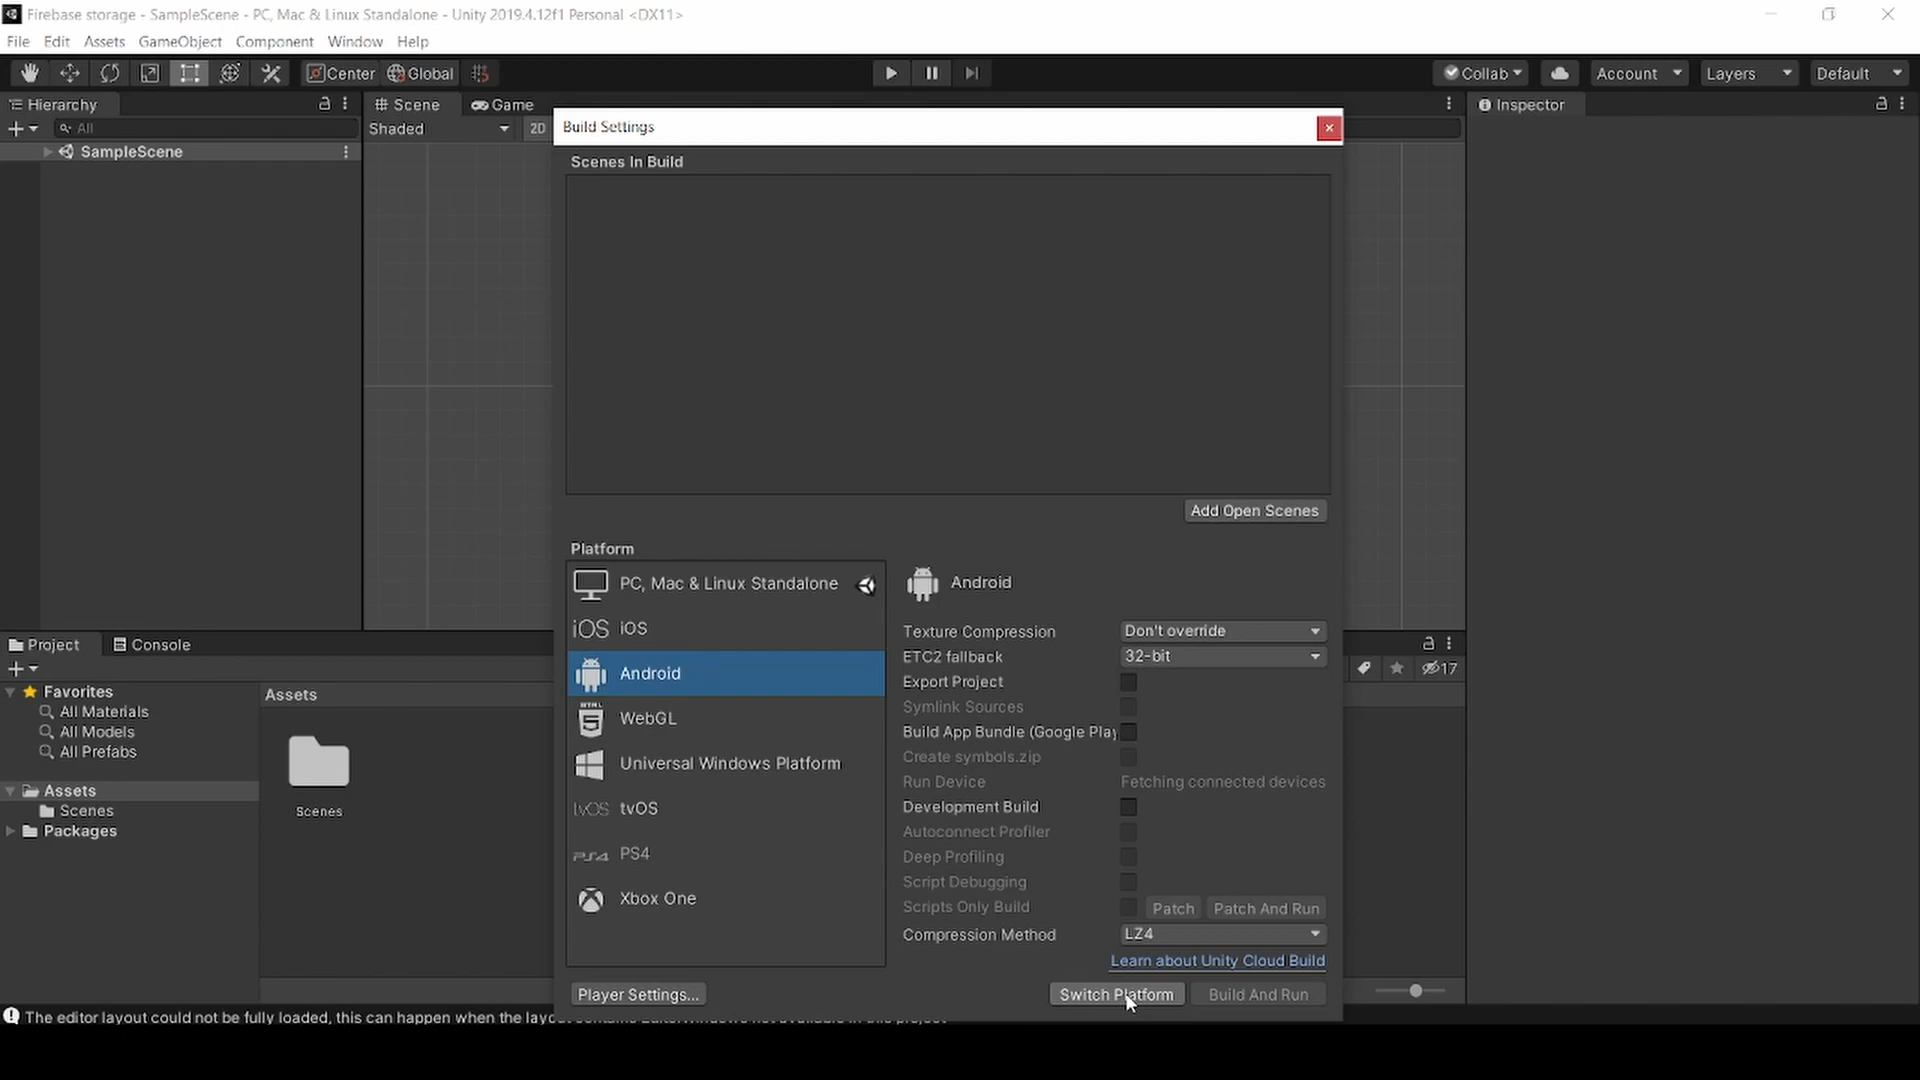 Firebase storage - SampleScene - PC, Mac & Linux Standalone - Unity 2019.4.12f1 Personal <DX11>
File Edit Assets GameObject Component Window Help
Center Global Collab Account Layers Default
Hierarchy
All
SampleScene
Scene Game
Shaded 2D
Build Settings
Scenes In Build
Add Open Scenes
Platform
PC, Mac & Linux Standalone
iOS iOS
Android
HTML 5 WebGL
Universal Windows Platform
tvOS tvOS
PS4 PS4
Xbox One
Android
Texture Compression Don't override
ETC2 fallback 32-bit
Export Project
Symlink Sources
Build App Bundle (Google Play
Create symbols.zip
Run Device Fetching connected devices
Development Build
Autoconnect Profiler
Deep Profiling
Script Debugging
Scripts Only Build Patch Patch And Run
Compression Method LZ4
Learn about Unity Cloud Build
Player Settings... Switch Platform Build And Run
Inspector
Project Console
17
Favorites
All Materials
All Models
All Prefabs
Assets
Scenes
Packages
Assets
Scenes
The editor layout could not be fully loaded, this can happen when the layout